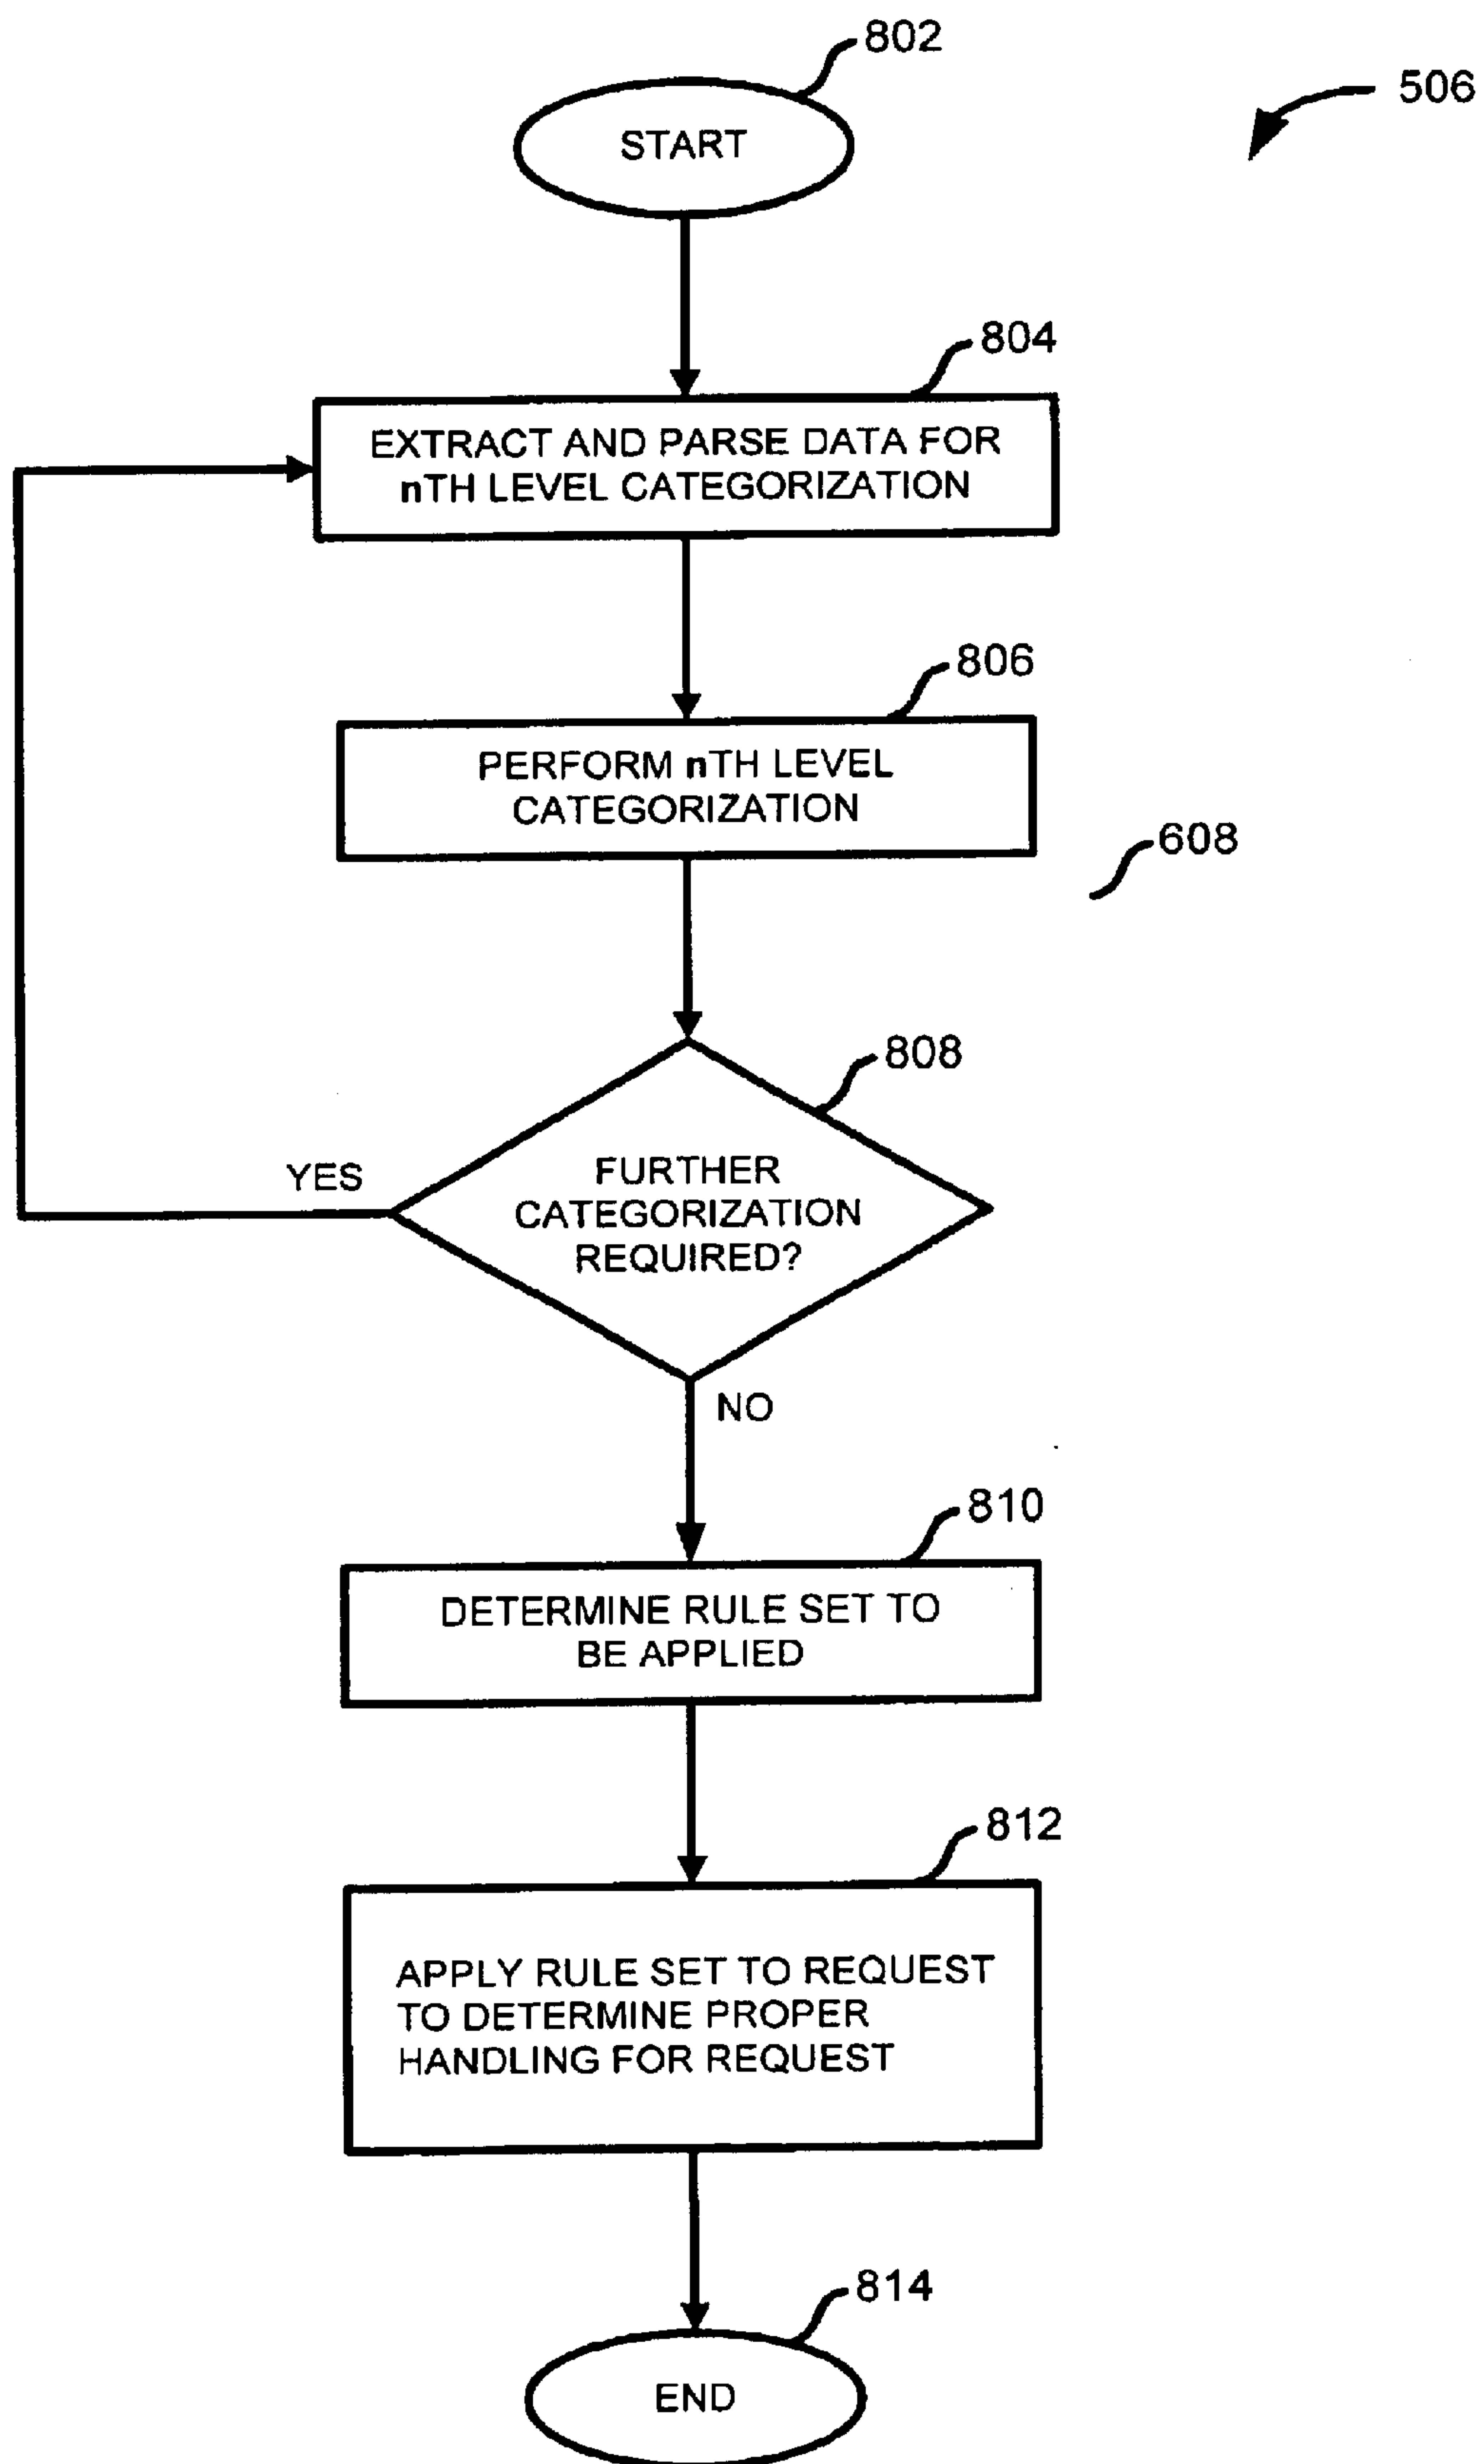 802
506
START
804
EXTRACT AND PARSE DATA FOR
nTH LEVEL CATEGORIZATION
806
PERFORM nTH LEVEL
CATEGORIZATION
608
808
YES
FURTHER
CATEGORIZATION
REQUIRED?
NO
810
DETERMINE RULE SET TO
BE APPLIED
812
APPLY RULE SET TO REQUEST
TO DETERMINE PROPER
HANDLING FOR REQUEST
814
END